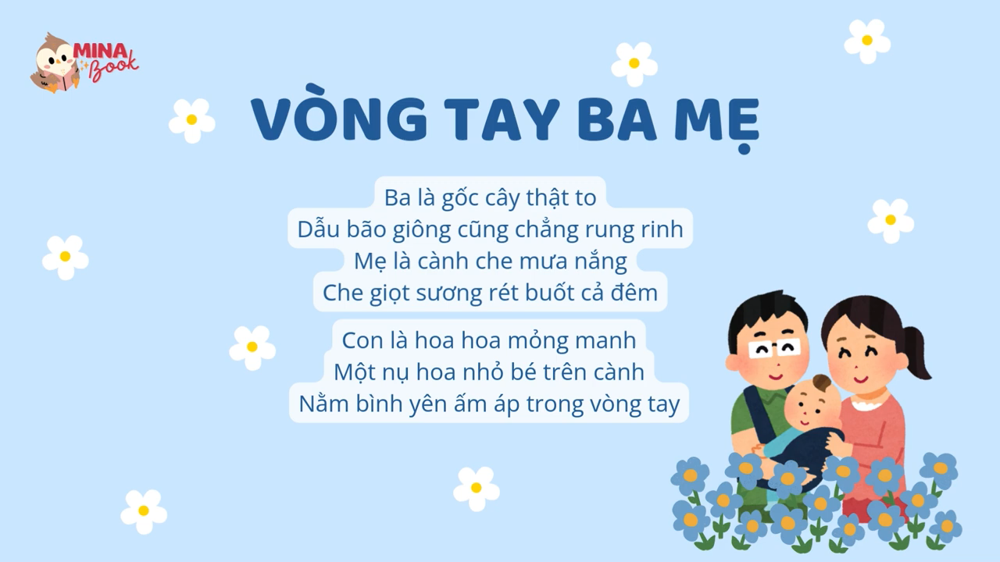 MINA
Book
VÒNG TAY BA MẸ
Ba là gốc cây thật to
Dẫu bão giông cũng chẳng rung rinh
Mẹ là cành che mưa nắng
Che giọt sương rét buốt cả đêm
Con là hoa hoa mỏng manh
Một nụ hoa nhỏ bé trên cành
Nằm bình yên ấm áp trong vòng tay